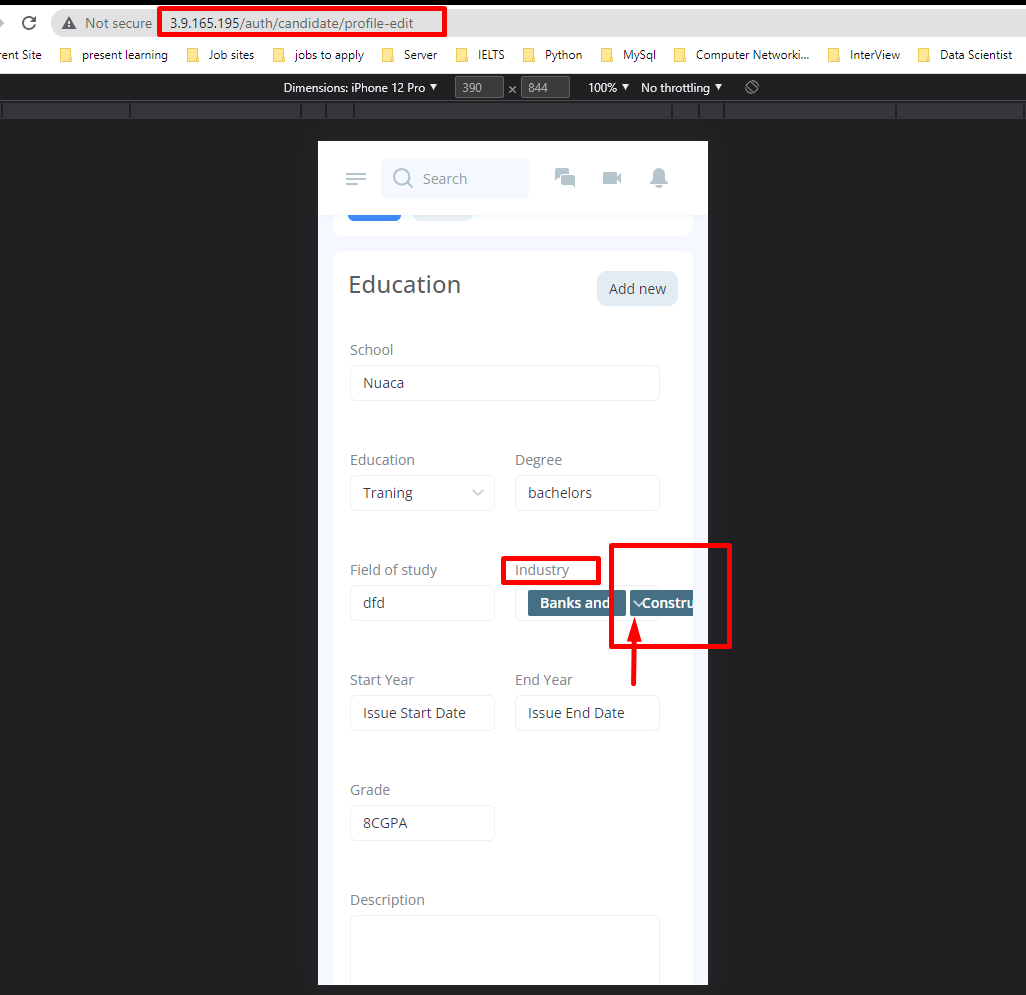 Not secure 3.9.165.195/auth/candidate/profile-edit
rent Site present learning Job sites jobs to apply Server IELTS Python MySql Computer Networki... InterView Data Scientist
Dimensions: iPhone 12 Pro ▼ 390 × 844 100% ▼ No throttling ▼
Search
Education
Add new
School
Nuaca
Education Degree
Traning bachelors
Field of study Industry
dfd Banks and Constru
Start Year End Year
Issue Start Date Issue End Date
Grade
8CGPA
Description